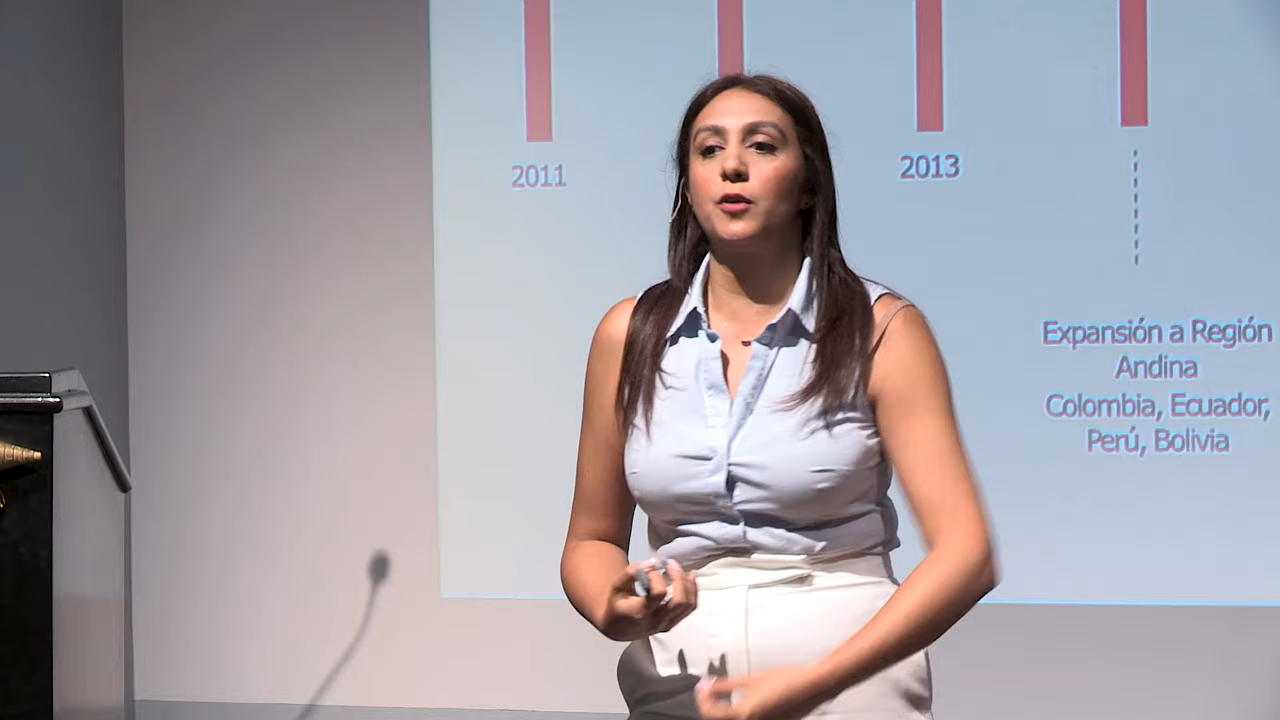 2011
2013
Expansión a Región
Andina
Colombia, Ecuador,
Perú, Bolivia